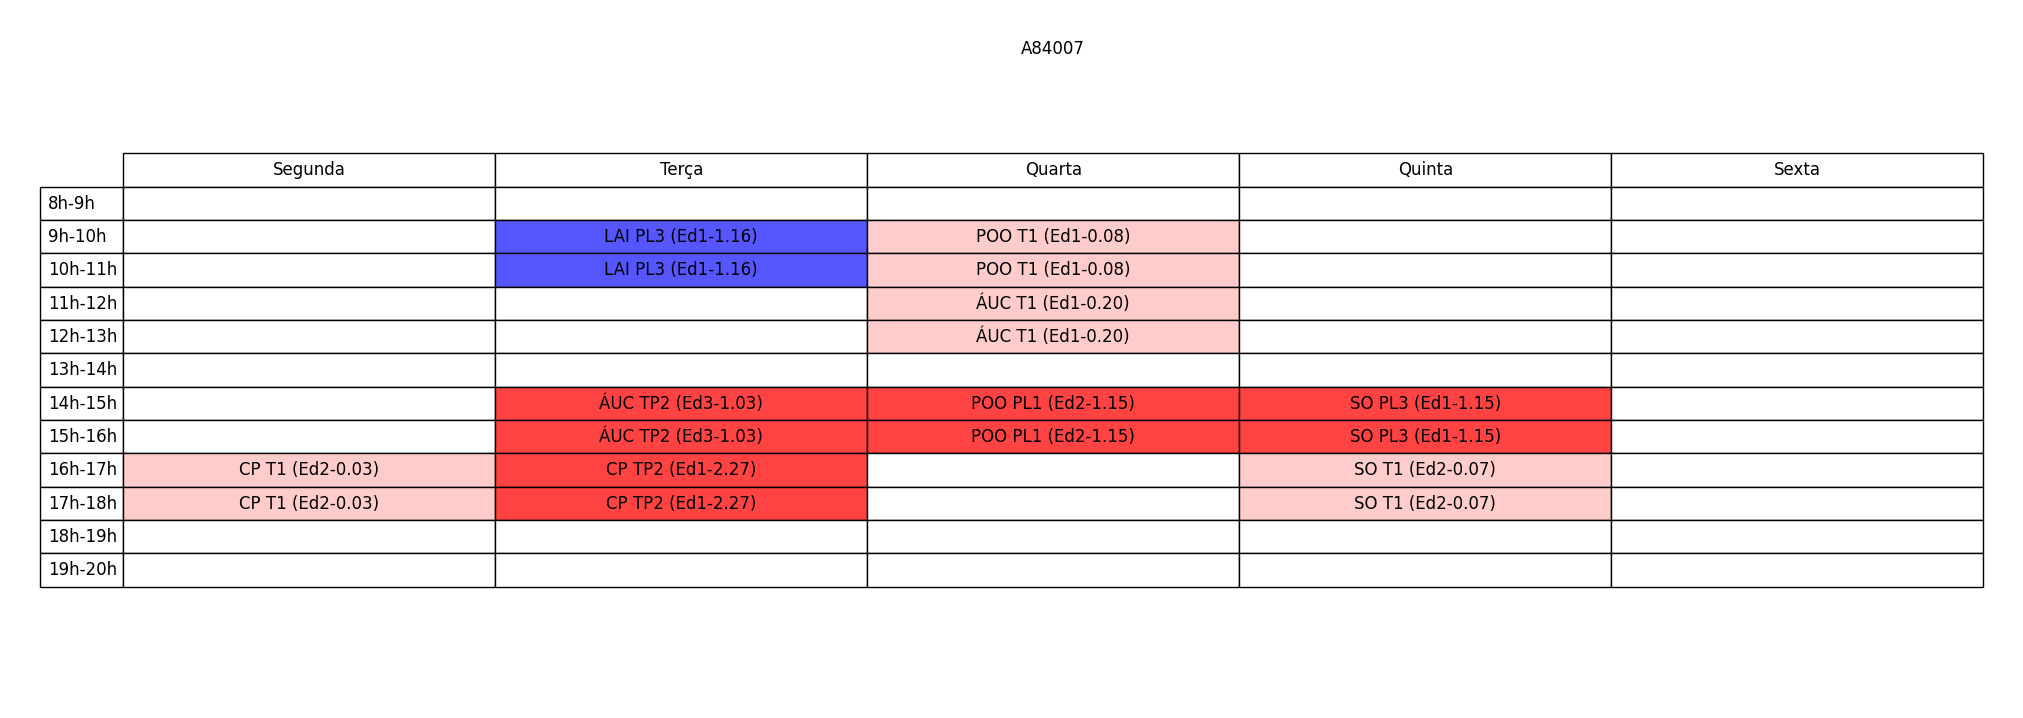 A84007
Segunda Terça Quarta Quinta Sexta
8h-9h
9h-10h LAI PL3 (Ed1-1.16) POO T1 (Ed1-0.08)
10h-11h LAI PL3 (Ed1-1.16) POO T1 (Ed1-0.08)
11h-12h ÁUC T1 (Ed1-0.20)
12h-13h ÁUC T1 (Ed1-0.20)
13h-14h
14h-15h ÁUC TP2 (Ed3-1.03) POO PL1 (Ed2-1.15) SO PL3 (Ed1-1.15)
15h-16h ÁUC TP2 (Ed3-1.03) POO PL1 (Ed2-1.15) SO PL3 (Ed1-1.15)
16h-17h CP T1 (Ed2-0.03) CP TP2 (Ed1-2.27) SO T1 (Ed2-0.07)
17h-18h CP T1 (Ed2-0.03) CP TP2 (Ed1-2.27) SO T1 (Ed2-0.07)
18h-19h
19h-20h